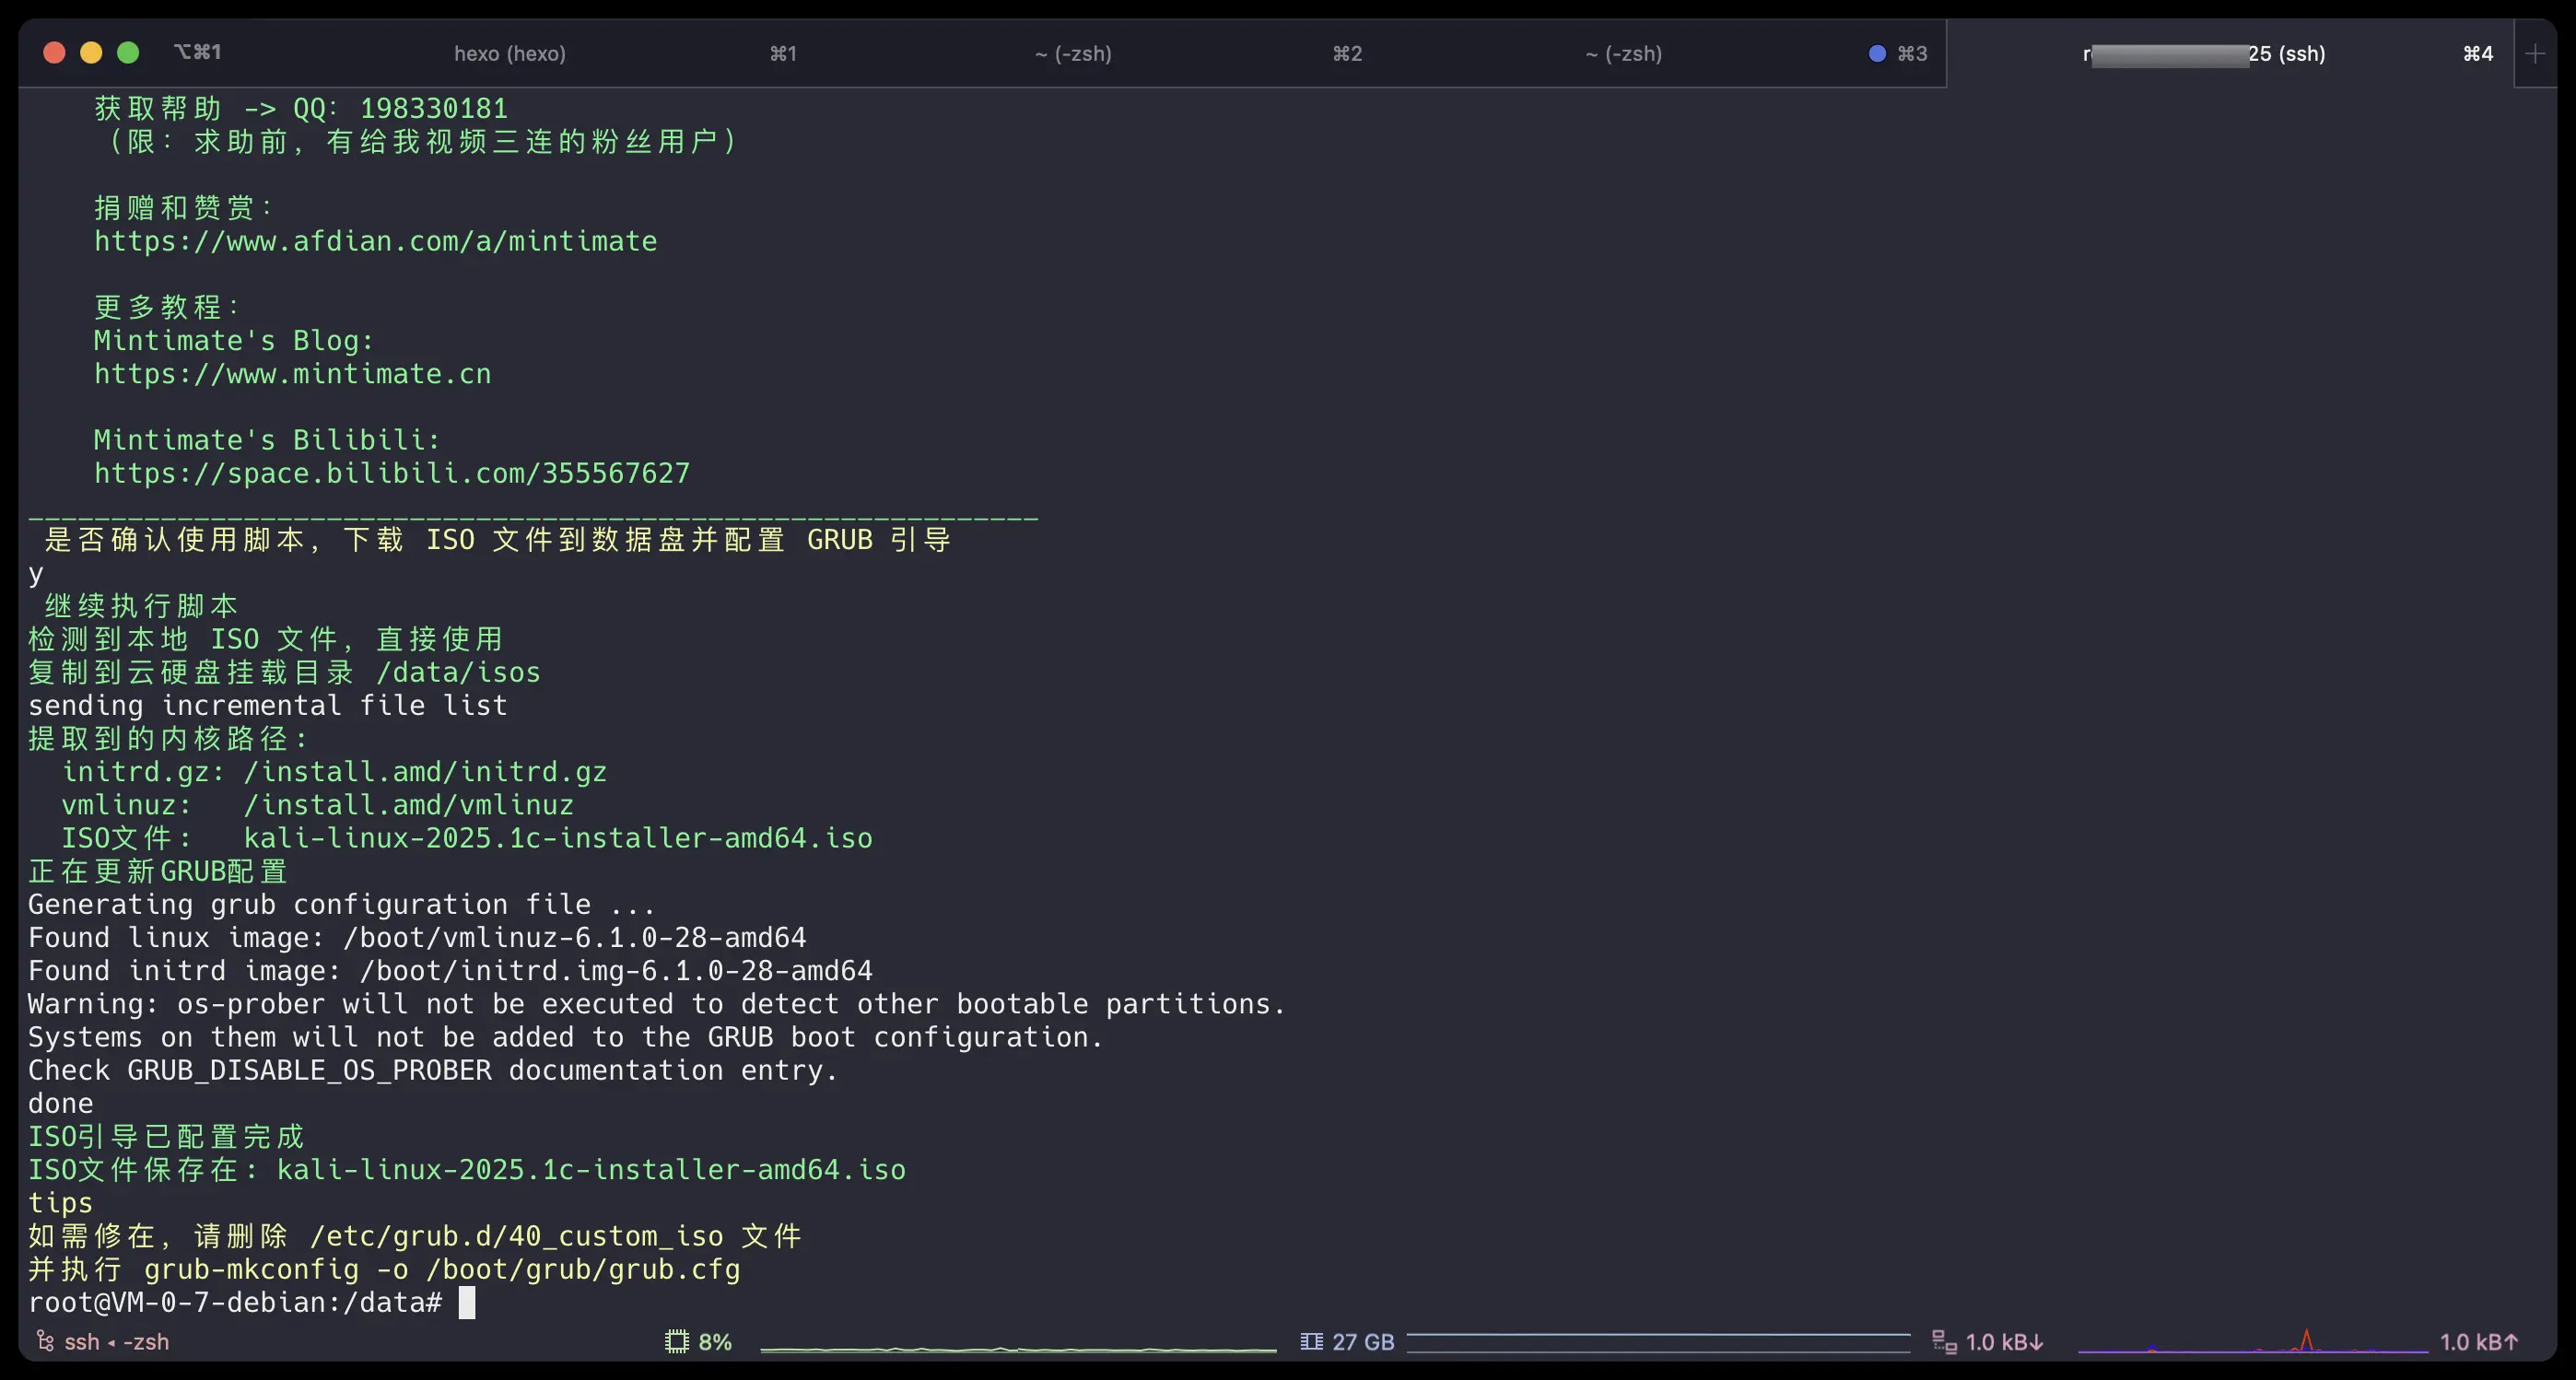 ⌥⌘1 hexo (hexo) ⌘1 ~ (-zsh) ⌘2 ~ (-zsh) ⌘3 25 (ssh) ⌘4 +
获取帮助 -> QQ: 198330181
（限：求助前，有给我视频三连的粉丝用户）
捐赠和赞赏：
https://www.afdian.com/a/mintimate
更多教程：
Mintimate's Blog:
https://www.mintimate.cn
Mintimate's Bilibili:
https://space.bilibili.com/355567627
_____________________________________________________________
是否确认使用脚本，下载 ISO 文件到数据盘并配置 GRUB 引导
y
继续执行脚本
检测到本地 ISO 文件，直接使用
复制到云硬盘挂载目录 /data/isos
sending incremental file list
提取到的内核路径：
initrd.gz: /install.amd/initrd.gz
vmlinuz: /install.amd/vmlinuz
ISO文件： kali-linux-2025.1c-installer-amd64.iso
正在更新GRUB配置
Generating grub configuration file ...
Found linux image: /boot/vmlinuz-6.1.0-28-amd64
Found initrd image: /boot/initrd.img-6.1.0-28-amd64
Warning: os-prober will not be executed to detect other bootable partitions.
Systems on them will not be added to the GRUB boot configuration.
Check GRUB_DISABLE_OS_PROBER documentation entry.
done
ISO引导已配置完成
ISO文件保存在：kali-linux-2025.1c-installer-amd64.iso
tips
如需修在，请删除 /etc/grub.d/40_custom_iso 文件
并执行 grub-mkconfig -o /boot/grub/grub.cfg
root@VM-0-7-debian:/data#
ssh ◂ -zsh 8% 27 GB 1.0 kB↓ 1.0 kB↑